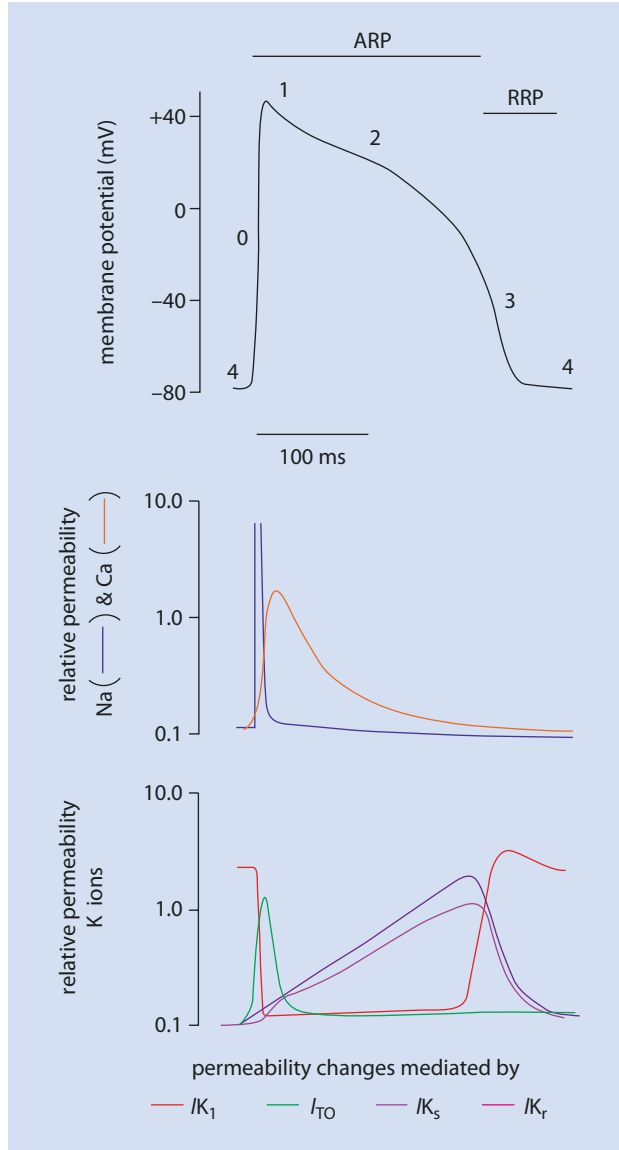 ARP
RRP
1
2
0
3
4
4
membrane potential (mV)
+40
0
−40
−80
100 ms
relative permeability
Na ( — ) & Ca ( — )
10.0
1.0
0.1
relative permeability
K ions
10.0
1.0
0.1
permeability changes mediated by
IK1
ITO
IKs
IKr